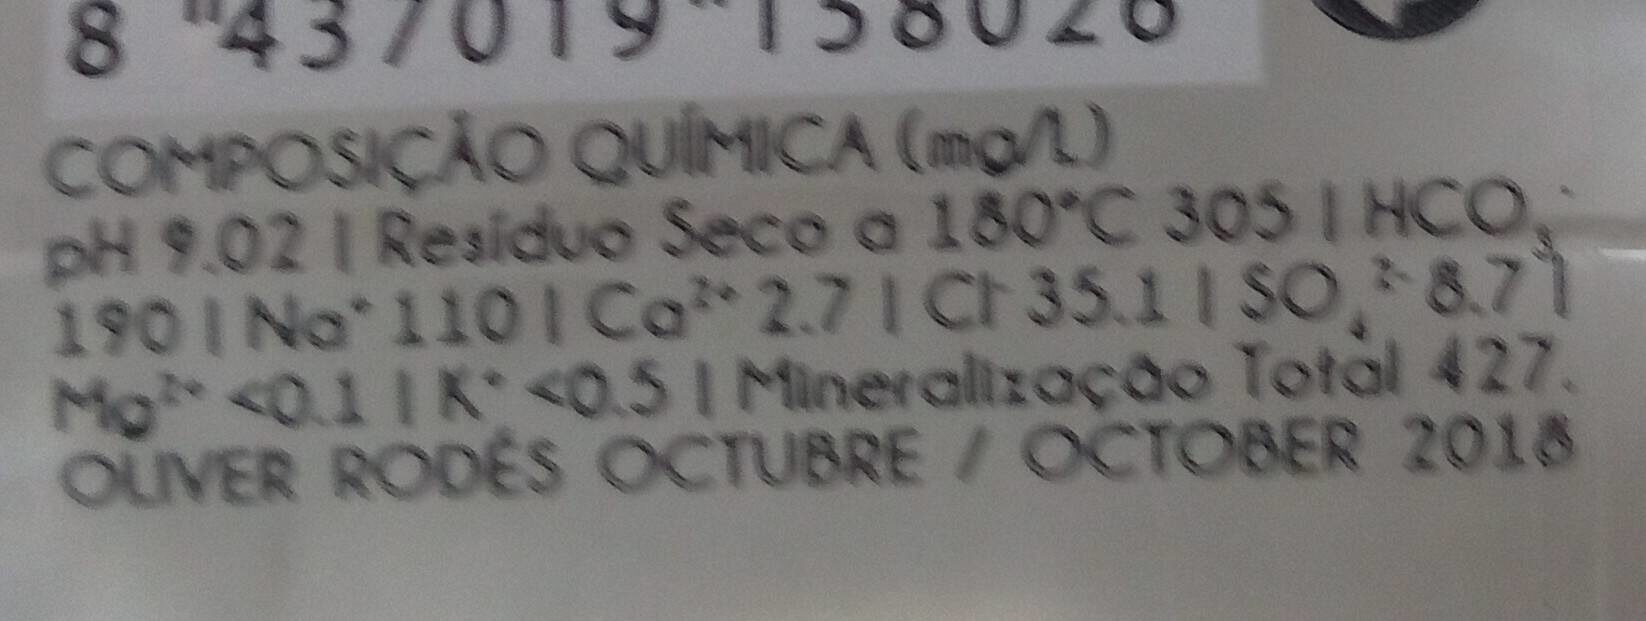 8 437019 158026
COMPOSIÇÃO QUÍMICA (mg/L)
pH 9.02 | Resíduo Seco a 180°C 305 | HCO₃⁻
190 | Na⁺ 110 | Ca²⁺ 2.7 | Cl⁻ 35.1 | SO₄²⁻ 8.7 |
Mg²⁺ <0.1 | K⁺ <0.5 | Mineralização Total 427.
OLIVER RODÉS OCTUBRE / OCTOBER 2018